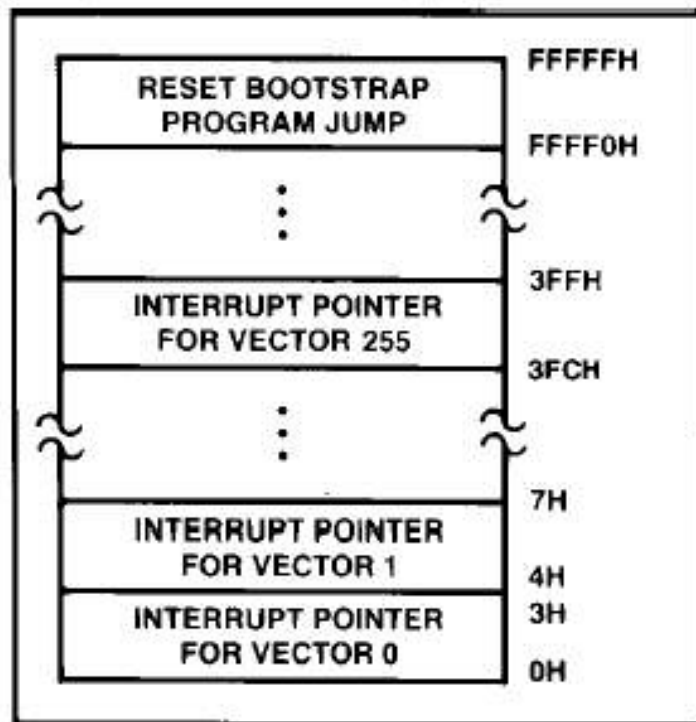 RESET BOOTSTRAP
PROGRAM JUMP
FFFFFH
FFFF0H
3FFH
INTERRUPT POINTER
FOR VECTOR 255
3FCH
7H
INTERRUPT POINTER
FOR VECTOR 1
4H
3H
INTERRUPT POINTER
FOR VECTOR 0
0H